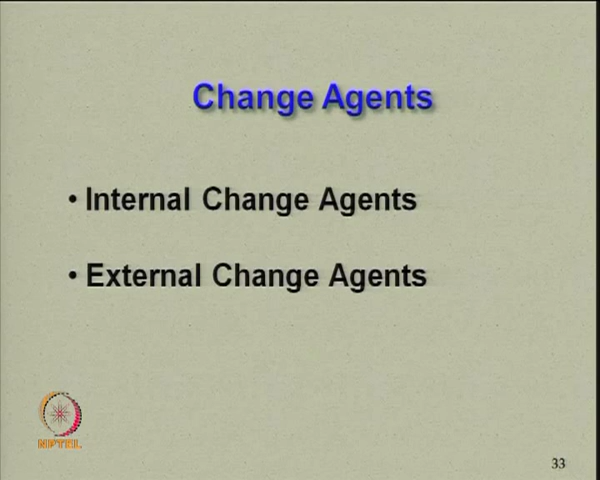 Change Agents
• Internal Change Agents
• External Change Agents
NPTEL
33